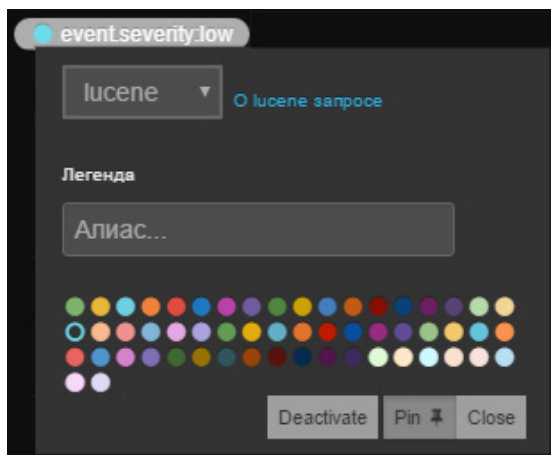 event.severity:low
lucene
О lucene запросе
Легенда
Алиас...
Deactivate Pin Close